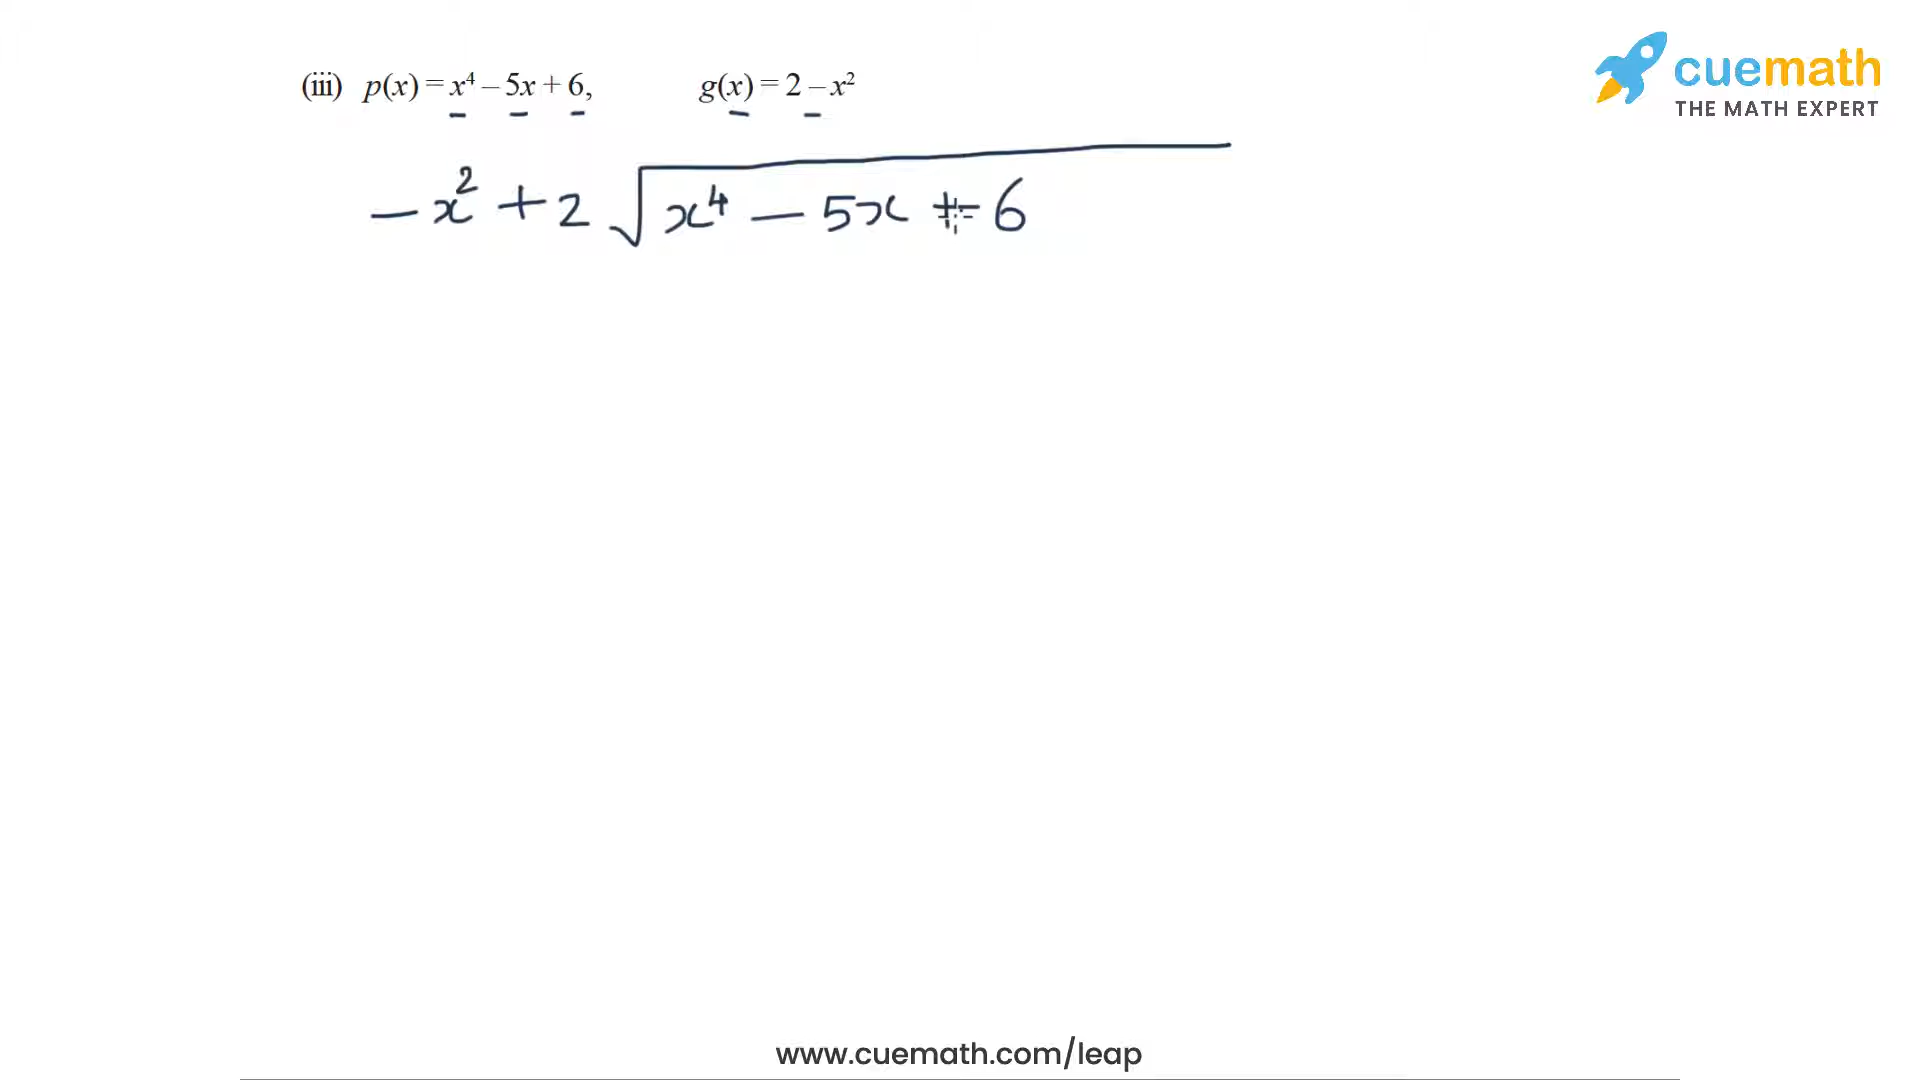 (iii) p(x) = x⁴ – 5x + 6, g(x) = 2 – x²
cuemath
THE MATH EXPERT
– x² + 2 √ x⁴ – 5x + 6
www.cuemath.com/leap